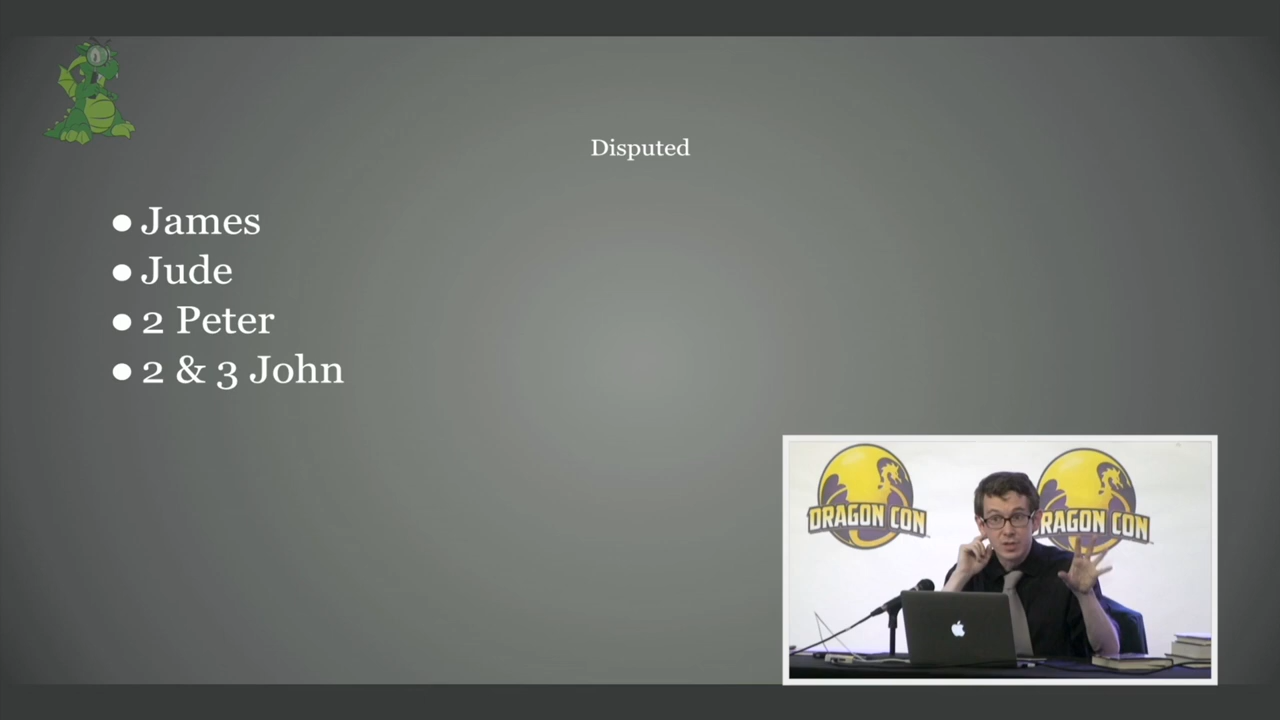 Disputed
● James
● Jude
● 2 Peter
● 2 & 3 John
DRAGON CON
DRAGON CON